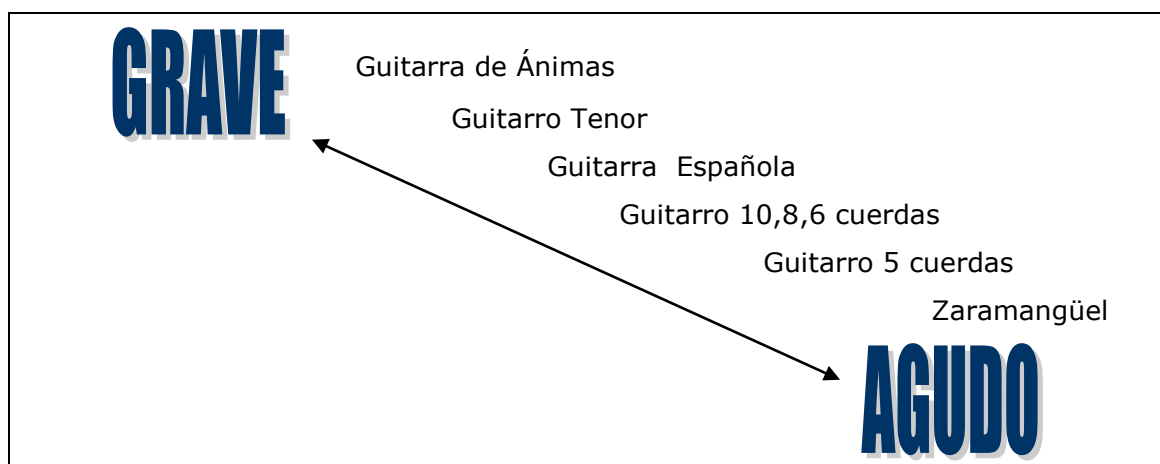 GRAVE
Guitarra de Ánimas
Guitarro Tenor
Guitarra Española
Guitarro 10,8,6 cuerdas
Guitarro 5 cuerdas
Zaramangüel
AGUDO